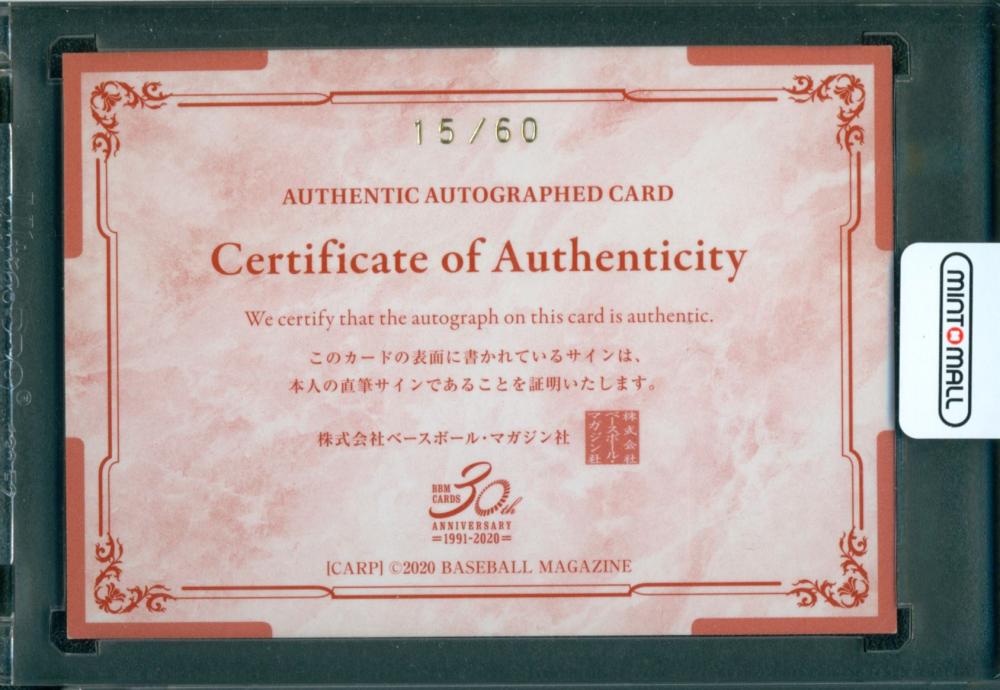 15/60
AUTHENTIC AUTOGRAPHED CARD
Certificate of Authenticity
We certify that the autograph on this card is authentic.
このカードの表面に書かれているサインは、
本人の直筆サインであることを証明いたします。
株式会社ベースボール・マガジン社
株式会社
ベースボール・
マガジン社
BBM
CARDS
30th
ANNIVERSARY
=1991-2020=
[CARP] ©2020 BASEBALL MAGAZINE
MINTOMALL